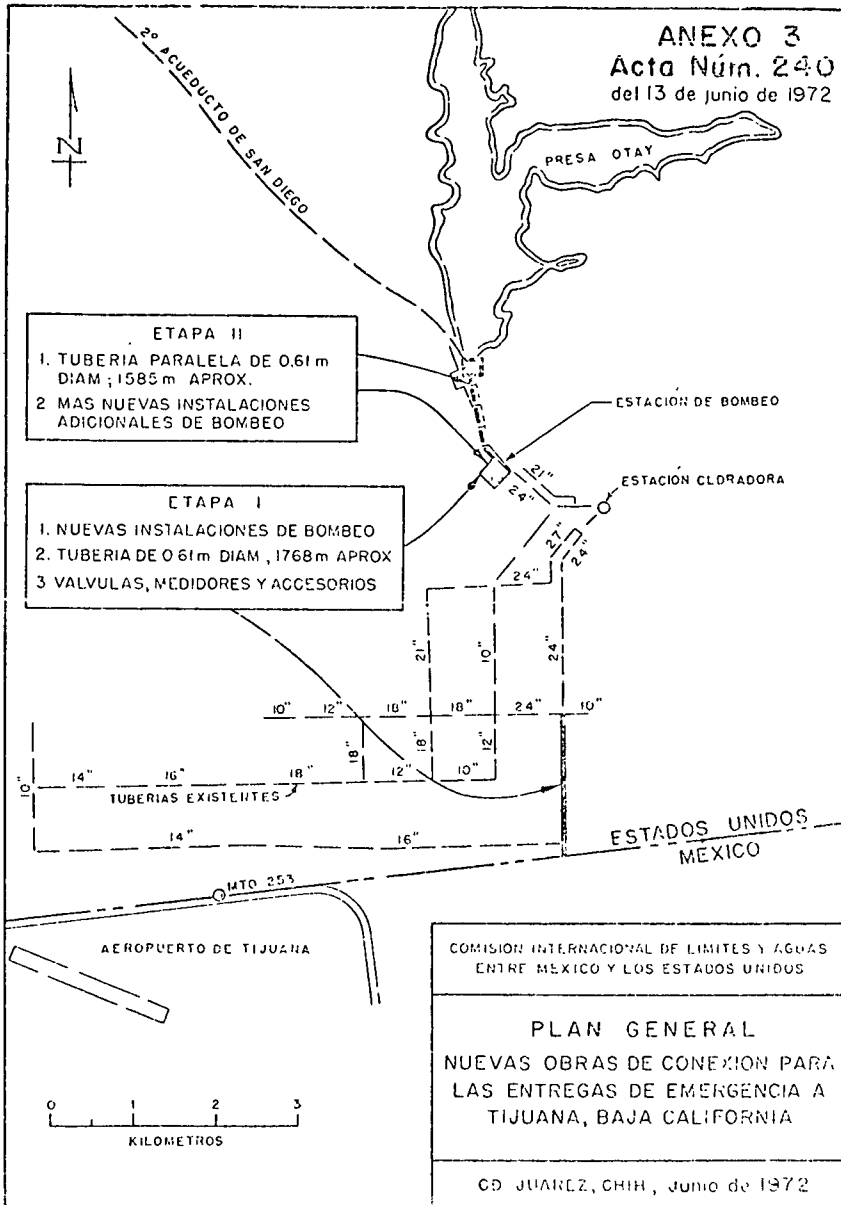 ANEXO 3
Acta Núm. 240
del 13 de junio de 1972
2º ACUEDUCTO DE SAN DIEGO
N
PRESA OTAY
ETAPA II
1. TUBERIA PARALELA DE 0.61 m
DIAM ; 1585 m APROX.
2 MAS NUEVAS INSTALACIONES
ADICIONALES DE BOMBEO
ESTACIÓN DE BOMBEO
ESTACIÓN CLORADORA
ETAPA I
1. NUEVAS INSTALACIONES DE BOMBEO
2. TUBERIA DE 0 61m DIAM , 1768 m APROX
3 VALVULAS, MEDIDORES Y ACCESORIOS
21"
24"
27"
24"
24"
21"
10"
24"
10"
12"
18"
18"
24"
10"
18"
18"
12"
10"
14"
16"
18"
12"
10"
TUBERIAS EXISTENTES
14"
16"
ESTADOS UNIDOS
MÉXICO
MTO 253
AEROPUERTO DE TIJUANA
0 1 2 3
KILOMETROS
COMISION INTERNACIONAL DE LIMITES Y AGUAS
ENTRE MEXICO Y LOS ESTADOS UNIDOS
PLAN GENERAL
NUEVAS OBRAS DE CONEXION PARA
LAS ENTREGAS DE EMERGENCIA A
TIJUANA, BAJA CALIFORNIA
CD JUAREZ, CHIH , Junio de 1972